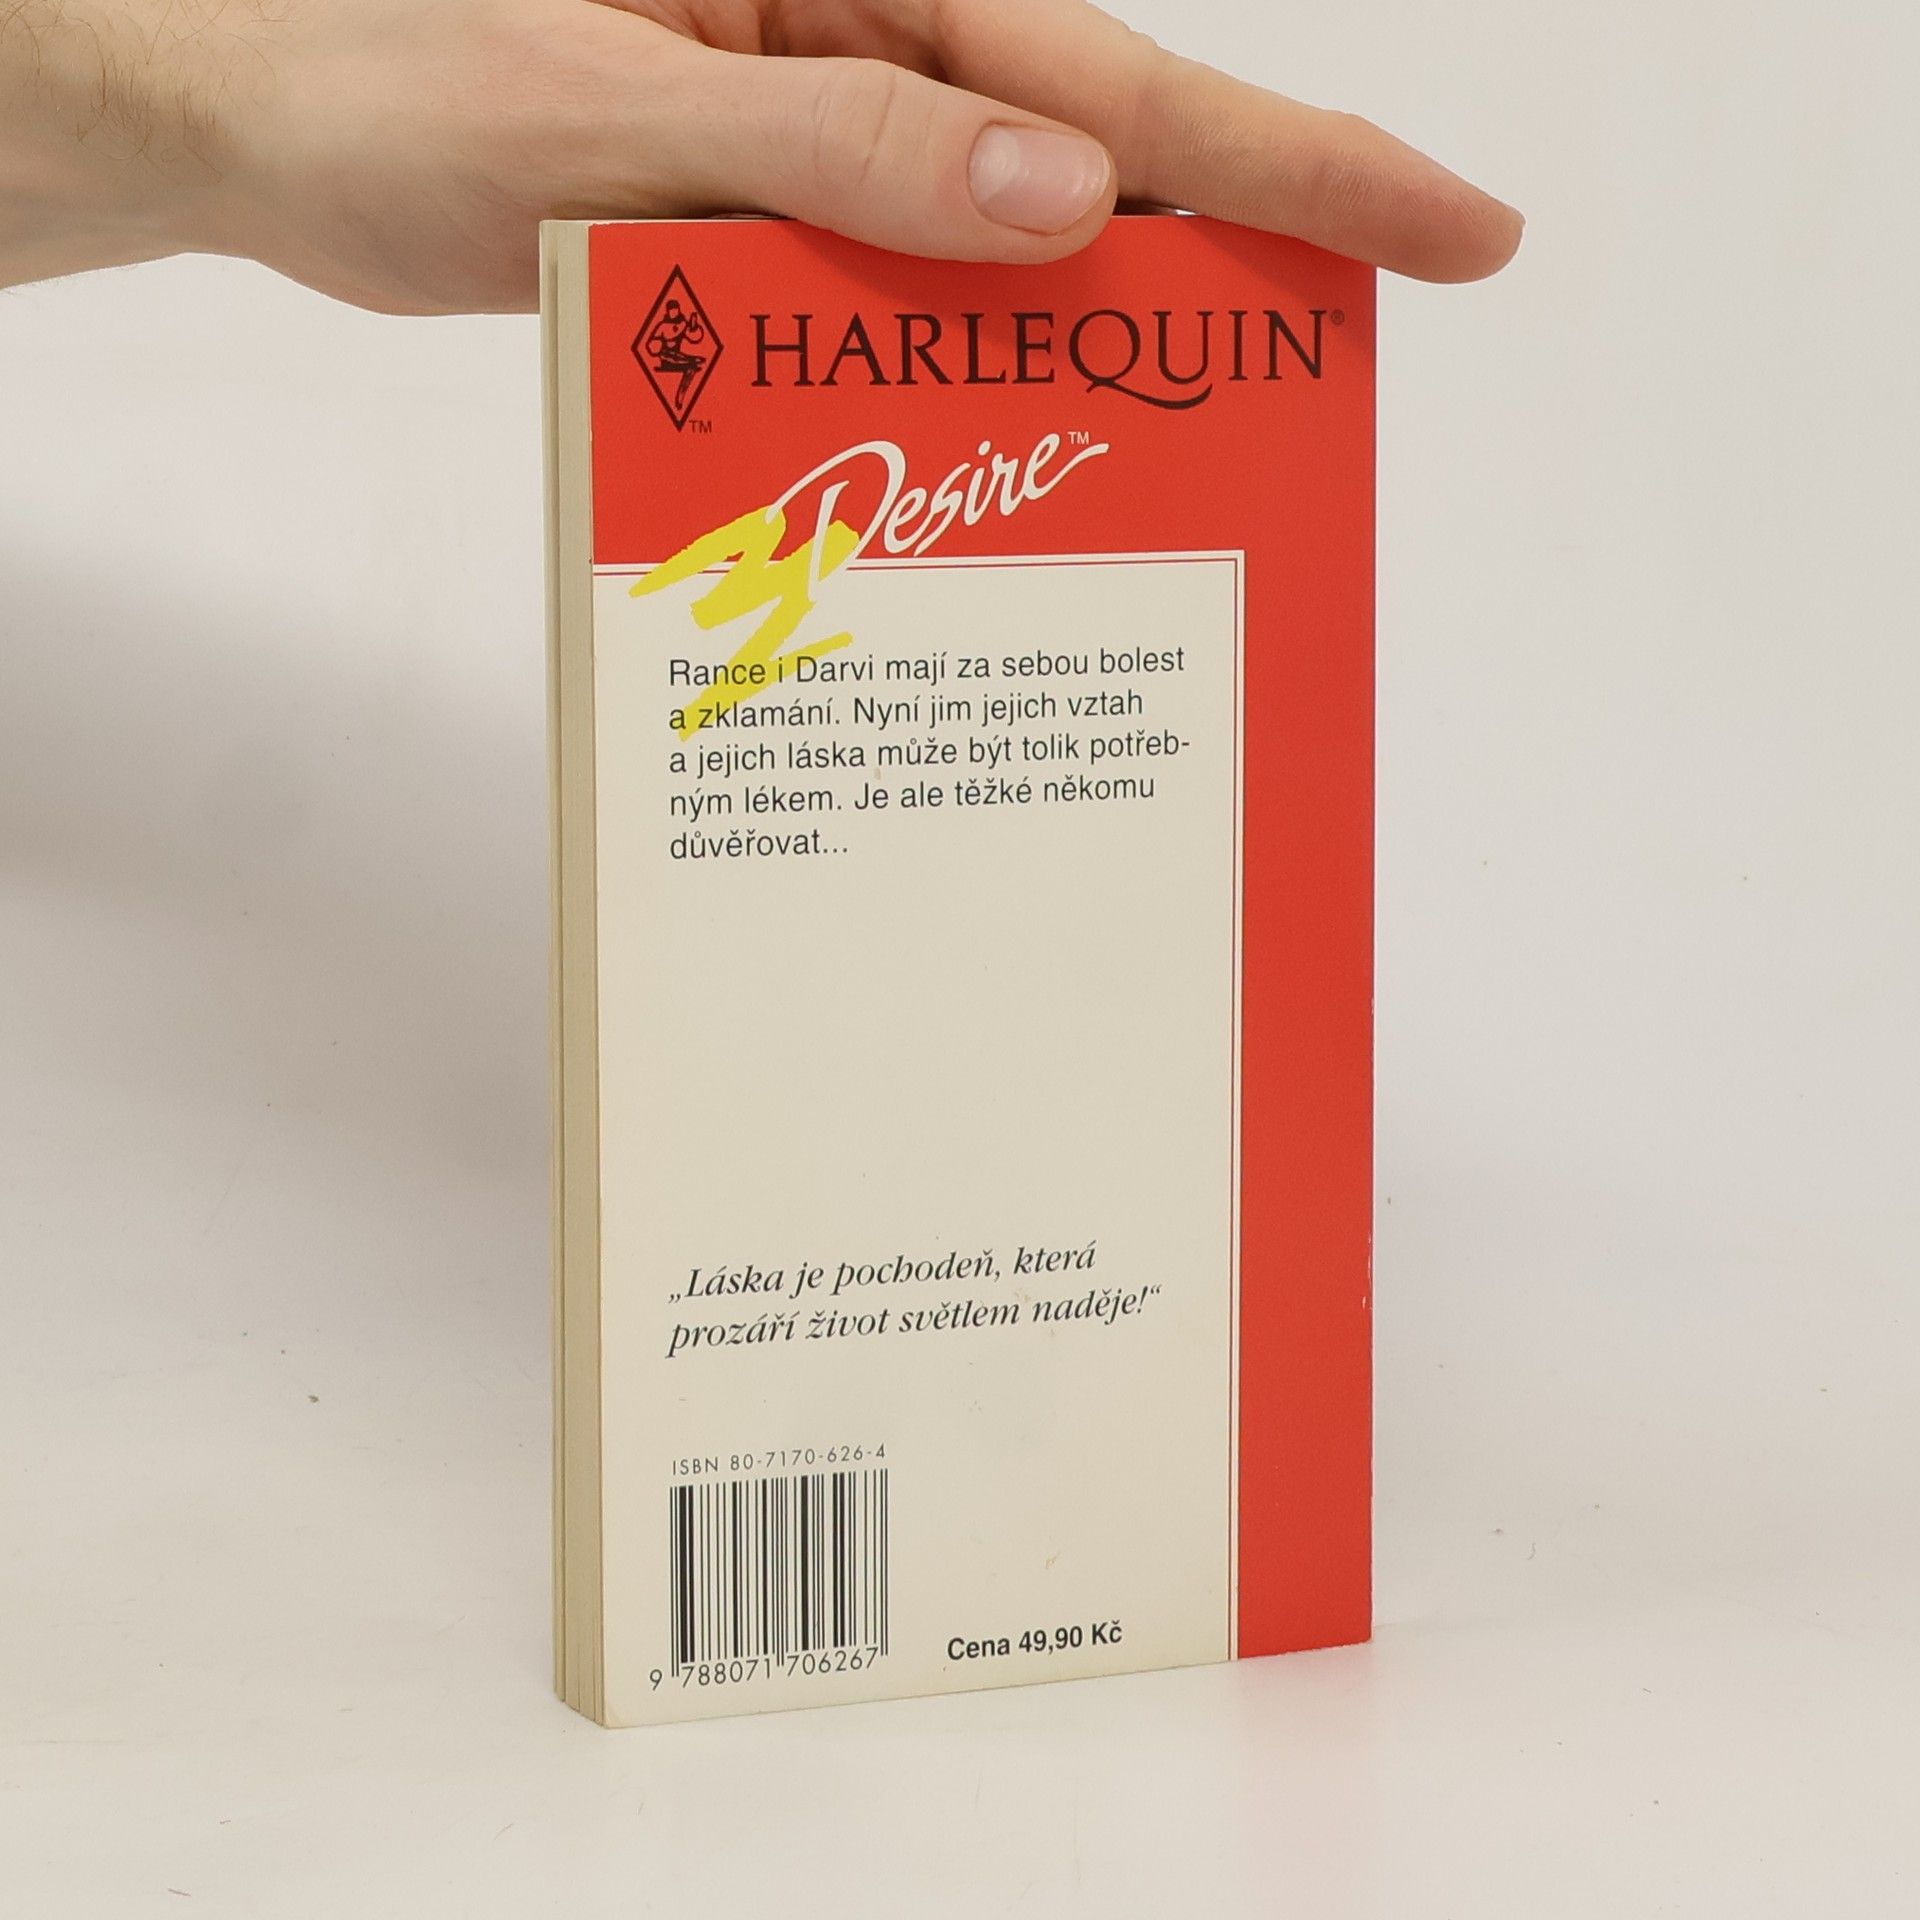 HARLEQUIN®
TM
Desire™
Rance i Darvi mají za sebou bolest
a zklamání. Nyní jim jejich vztah
a jejich láska může být tolik potřeb-
ným lékem. Je ale těžké někomu
důvěřovat...
„Láska je pochodeň, která
prozáří život světlem naděje!“
ISBN 80-7170-626-4
9 788071 706267
Cena 49,90 Kč